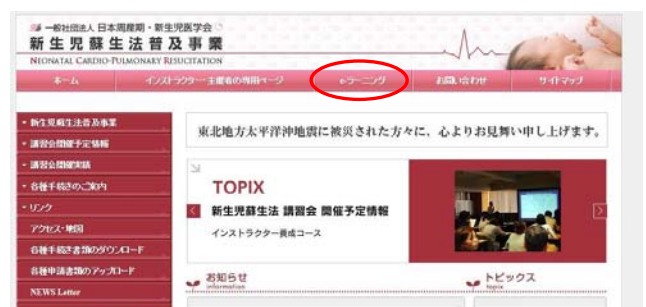 一般社団法人 日本周産期・新生児医学会
新生児蘇生法普及事業
NEONATAL CARDIO-PULMONARY RESUCITATION
ホーム インストラクター・主催者の専用ページ e-ラーニング お問い合わせ サイトマップ
・新生児蘇生法普及事業
・講習会開催予定情報
・講習会開催実績
・各種手続きのご案内
・リンク
アクセス・地図
各種手続き書類のダウンロード
各種申請書類のアップロード
NEWS Letter
東北地方太平洋沖地震に被災された方々に、心よりお見舞い申し上げます。
TOPIX
新生児蘇生法 講習会 開催予定情報
インストラクター養成コース
お知らせ
information
トピックス
topix